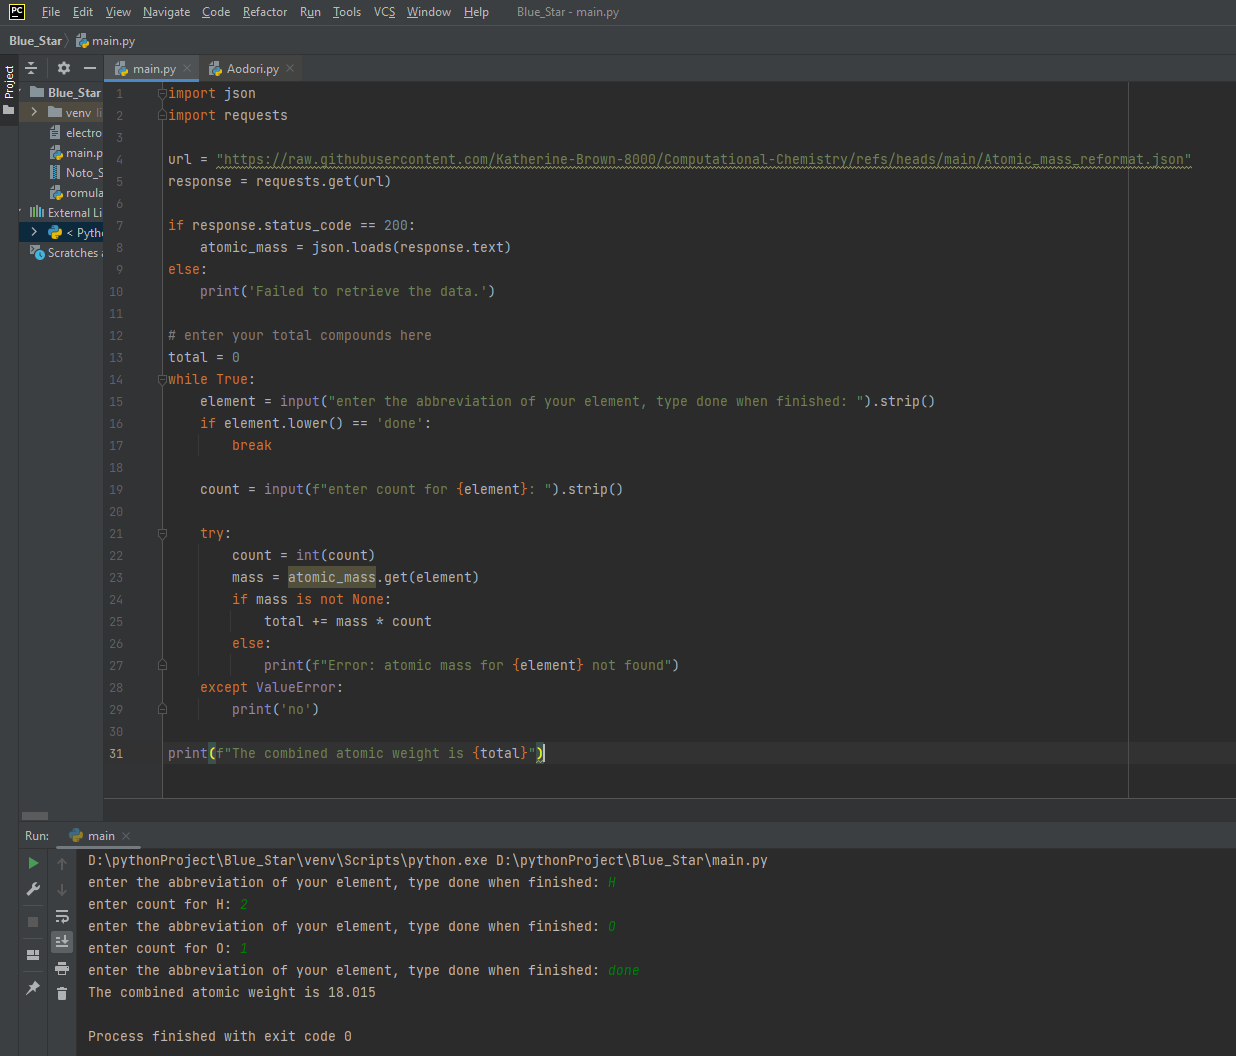 PC File Edit View Navigate Code Refactor Run Tools VCS Window Help Blue_Star - main.py
Blue_Star main.py
Project
main.py Aodori.py
Blue_Star
venv li
electro
main.p
Noto_S
romula
External Li
< Pytho
Scratches a
1 import json
2 import requests
3
4 url = "https://raw.githubusercontent.com/Katherine-Brown-8000/Computational-Chemistry/refs/heads/main/Atomic_mass_reformat.json"
5 response = requests.get(url)
6
7 if response.status_code == 200:
8 atomic_mass = json.loads(response.text)
9 else:
10 print('Failed to retrieve the data.')
11
12 # enter your total compounds here
13 total = 0
14 while True:
15 element = input("enter the abbreviation of your element, type done when finished: ").strip()
16 if element.lower() == 'done':
17 break
18
19 count = input(f"enter count for {element}: ").strip()
20
21 try:
22 count = int(count)
23 mass = atomic_mass.get(element)
24 if mass is not None:
25 total += mass * count
26 else:
27 print(f"Error: atomic mass for {element} not found")
28 except ValueError:
29 print('no')
30
31 print(f"The combined atomic weight is {total}")
Run: main
D:\pythonProject\Blue_Star\venv\Scripts\python.exe D:\pythonProject\Blue_Star\main.py
enter the abbreviation of your element, type done when finished: H
enter count for H: 2
enter the abbreviation of your element, type done when finished: O
enter count for O: 1
enter the abbreviation of your element, type done when finished: done
The combined atomic weight is 18.015
Process finished with exit code 0